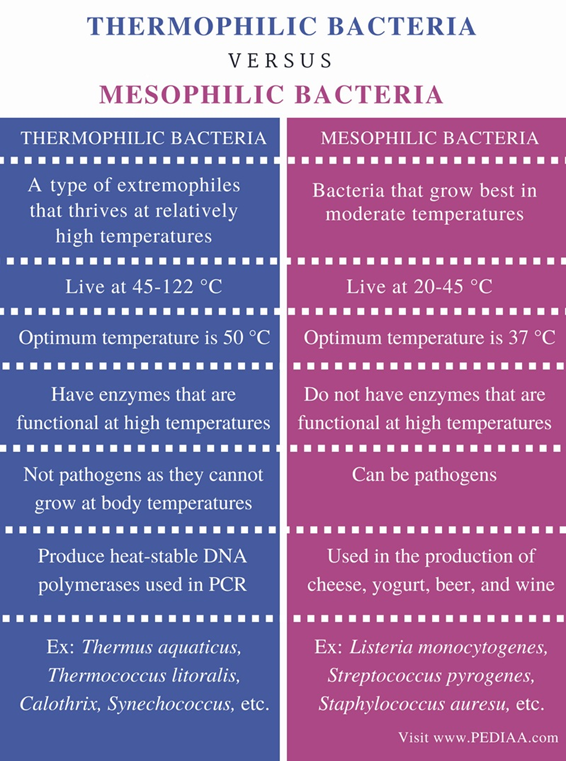 THERMOPHILIC BACTERIA
VERSUS
MESOPHILIC BACTERIA
THERMOPHILIC BACTERIA
A type of extremophiles
that thrives at relatively
high temperatures
Live at 45-122 °C
Optimum temperature is 50 °C
Have enzymes that are
functional at high temperatures
Not pathogens as they cannot
grow at body temperatures
Produce heat-stable DNA
polymerases used in PCR
Ex: Thermus aquaticus,
Thermococcus litoralis,
Calothrix, Synechococcus, etc.
MESOPHILIC BACTERIA
Bacteria that grow best in
moderate temperatures
Live at 20-45 °C
Optimum temperature is 37 °C
Do not have enzymes that are
functional at high temperatures
Can be pathogens
Used in the production of
cheese, yogurt, beer, and wine
Ex: Listeria monocytogenes,
Streptococcus pyrogenes,
Staphylococcus auresu, etc.
Visit www.PEDIAA.com